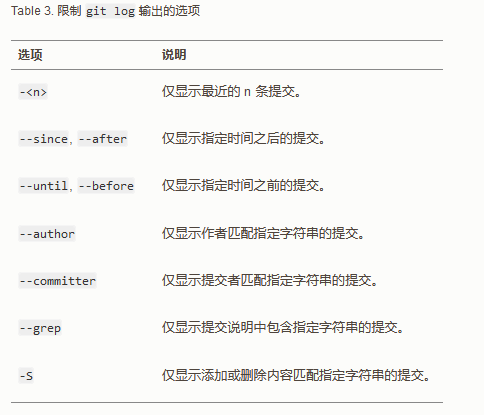 Table 3. 限制 git log 输出的选项
选项 说明
-<n> 仅显示最近的 n 条提交。
--since, --after 仅显示指定时间之后的提交。
--until, --before 仅显示指定时间之前的提交。
--author 仅显示作者匹配指定字符串的提交。
--committer 仅显示提交者匹配指定字符串的提交。
--grep 仅显示提交说明中包含指定字符串的提交。
-S 仅显示添加或删除内容匹配指定字符串的提交。